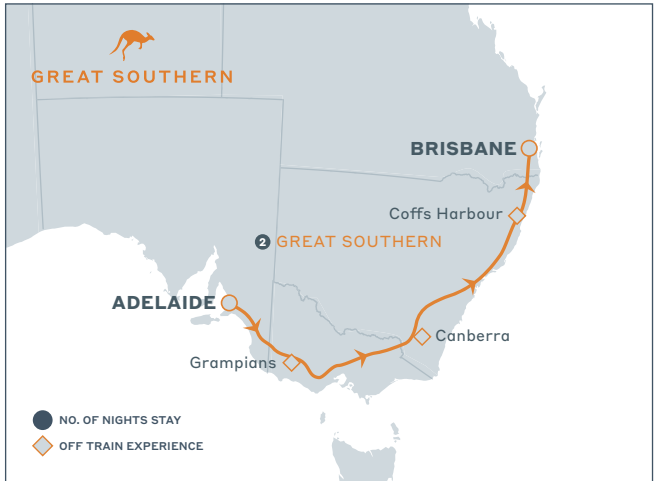 GREAT SOUTHERN
BRISBANE
Coffs Harbour
2 GREAT SOUTHERN
ADELAIDE
Canberra
Grampians
NO. OF NIGHTS STAY
OFF TRAIN EXPERIENCE